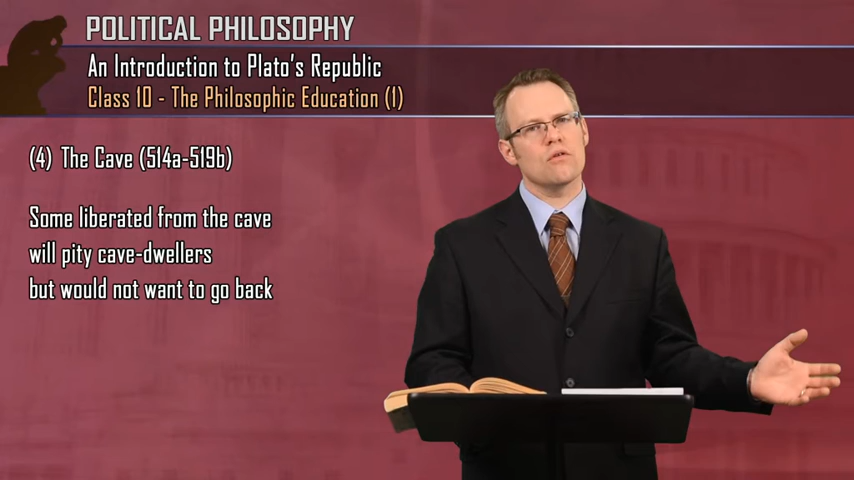 POLITICAL PHILOSOPHY
An Introduction to Plato's Republic
Class 10 - The Philosophic Education (1)
(4) The Cave (514a-519b)
Some liberated from the cave
will pity cave-dwellers
but would not want to go back